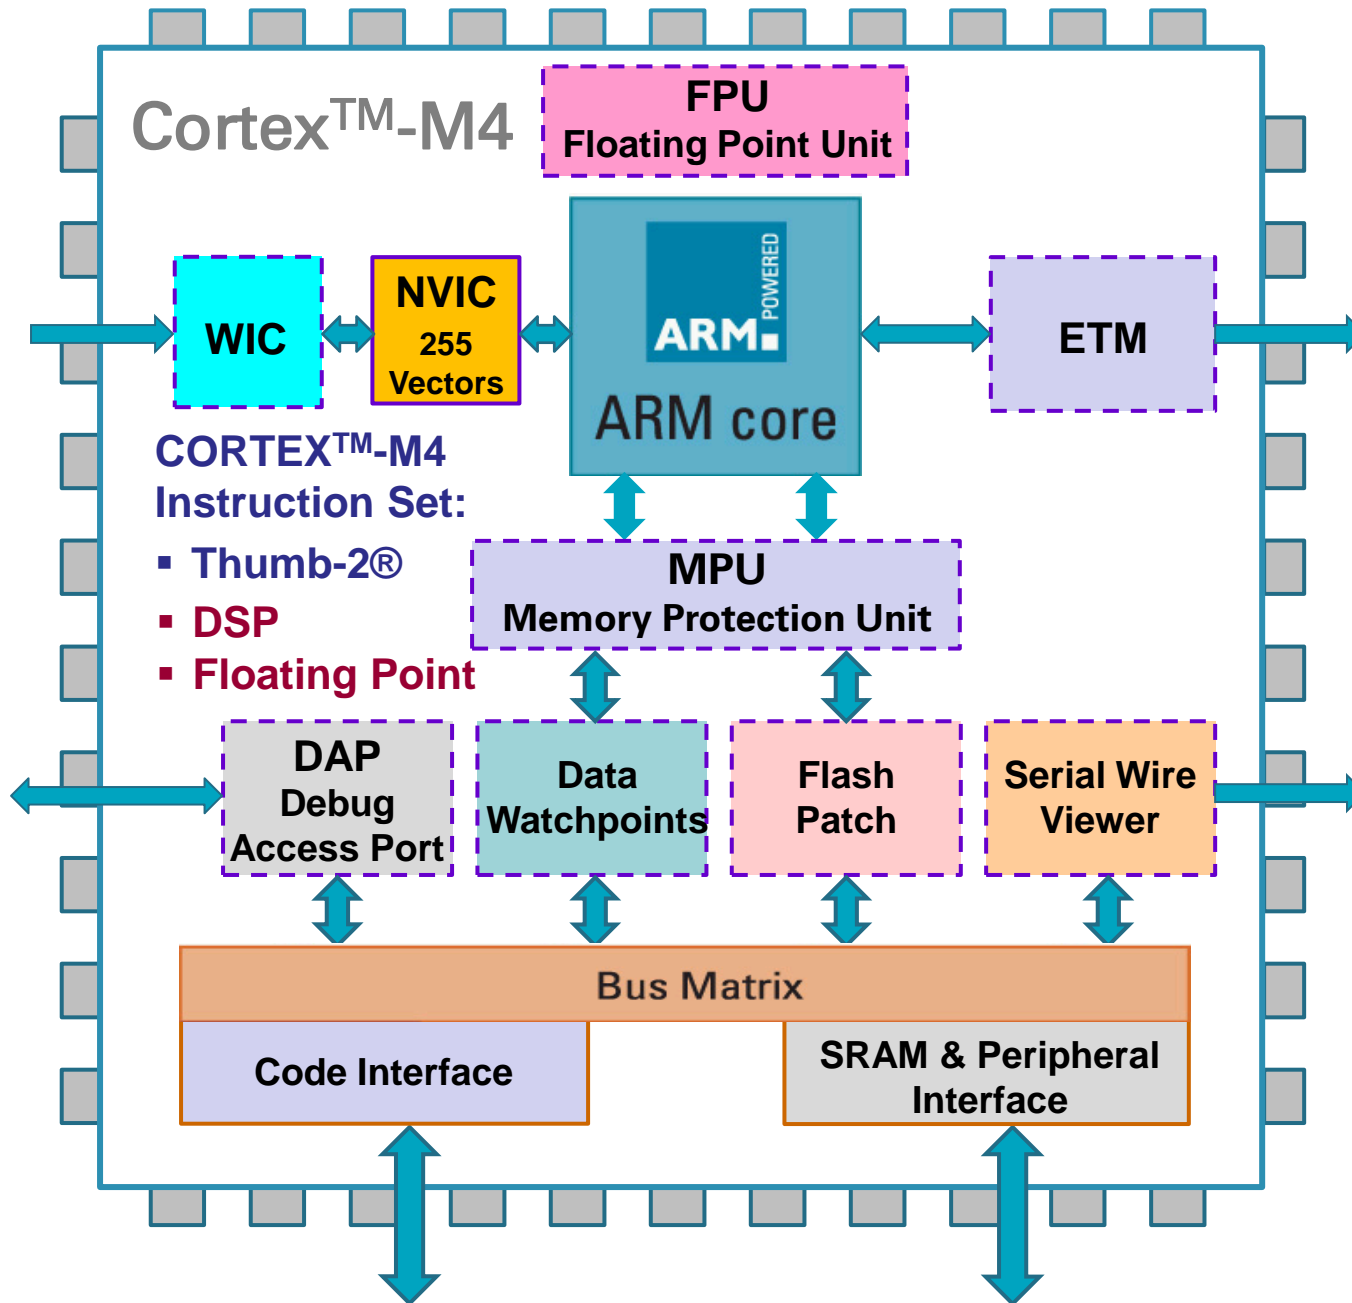 Cortex™-M4
FPU
Floating Point Unit
WIC
NVIC
255
Vectors
ARM
POWERED
ARM core
ETM
CORTEX™-M4
Instruction Set:
▪ Thumb-2®
▪ DSP
▪ Floating Point
MPU
Memory Protection Unit
DAP
Debug
Access Port
Data
Watchpoints
Flash
Patch
Serial Wire
Viewer
Bus Matrix
Code Interface
SRAM & Peripheral
Interface